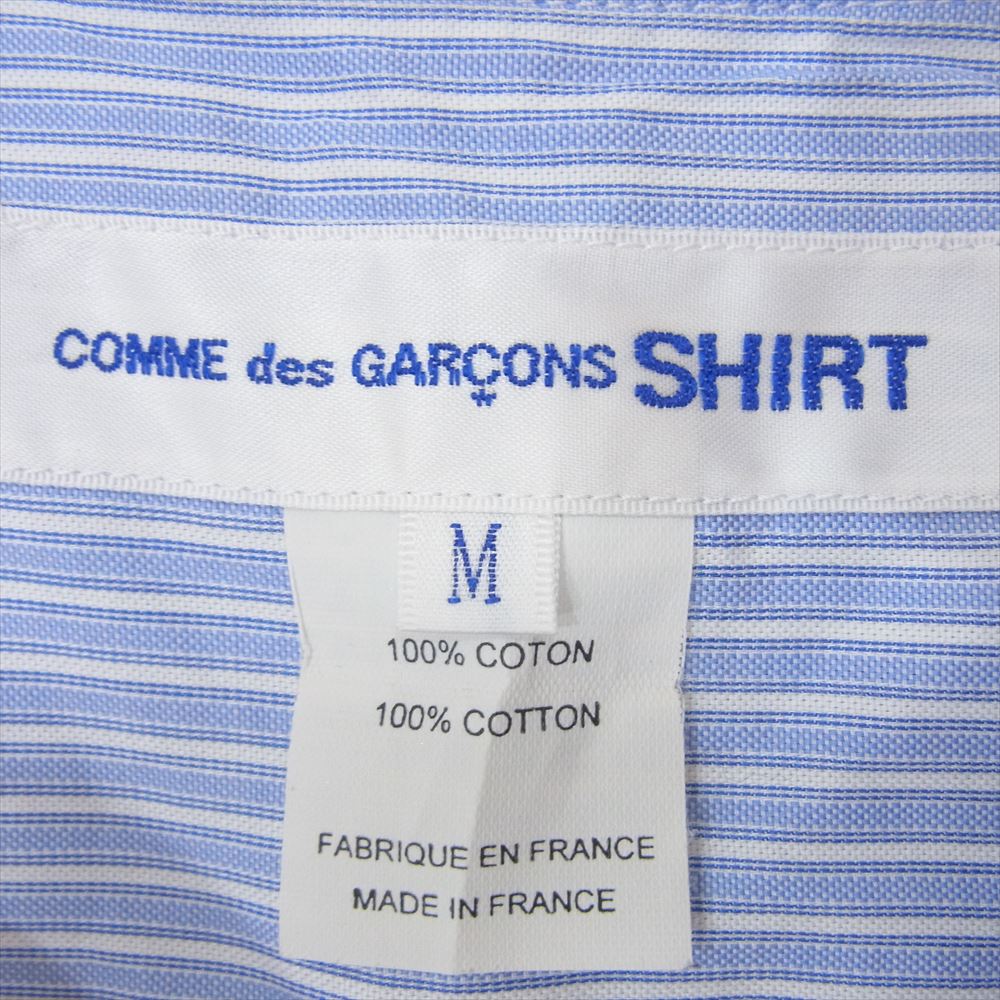 COMME des GARÇONS SHIRT
M
100% COTON
100% COTTON
FABRIQUE EN FRANCE
MADE IN FRANCE